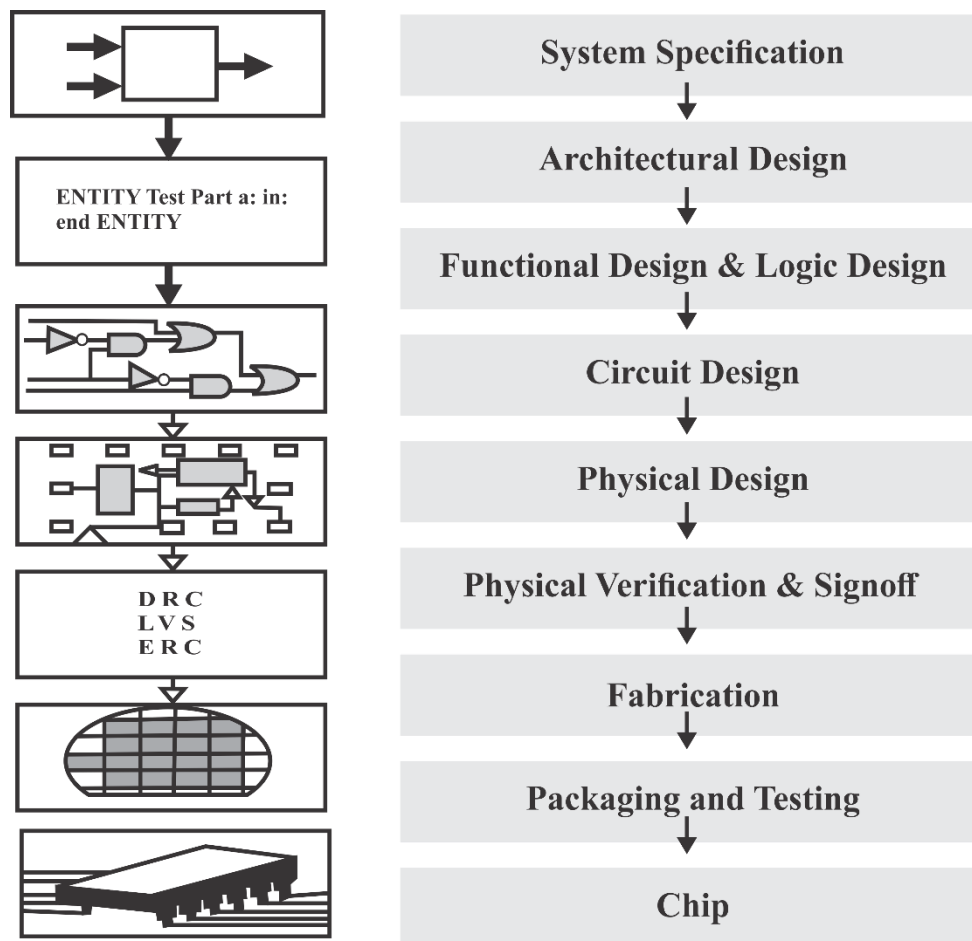 ENTITY Test Part a: in:
end ENTITY
D R C
L V S
E R C
System Specification
Architectural Design
Functional Design & Logic Design
Circuit Design
Physical Design
Physical Verification & Signoff
Fabrication
Packaging and Testing
Chip